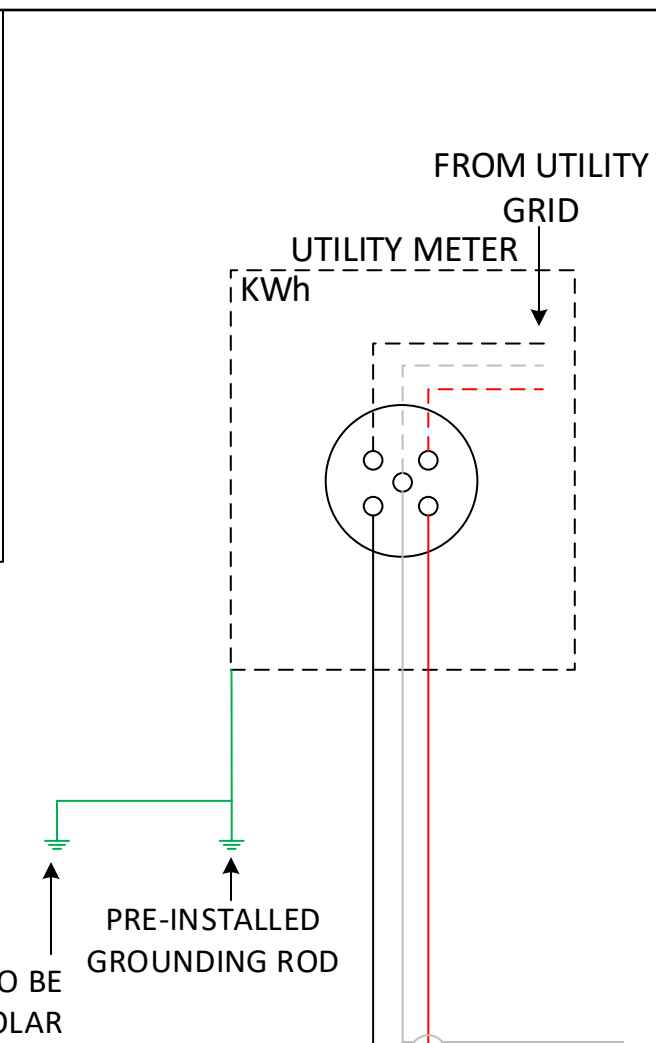 FROM UTILITY
GRID
UTILITY METER
KWh
PRE-INSTALLED
GROUNDING ROD
O BE
OLAR